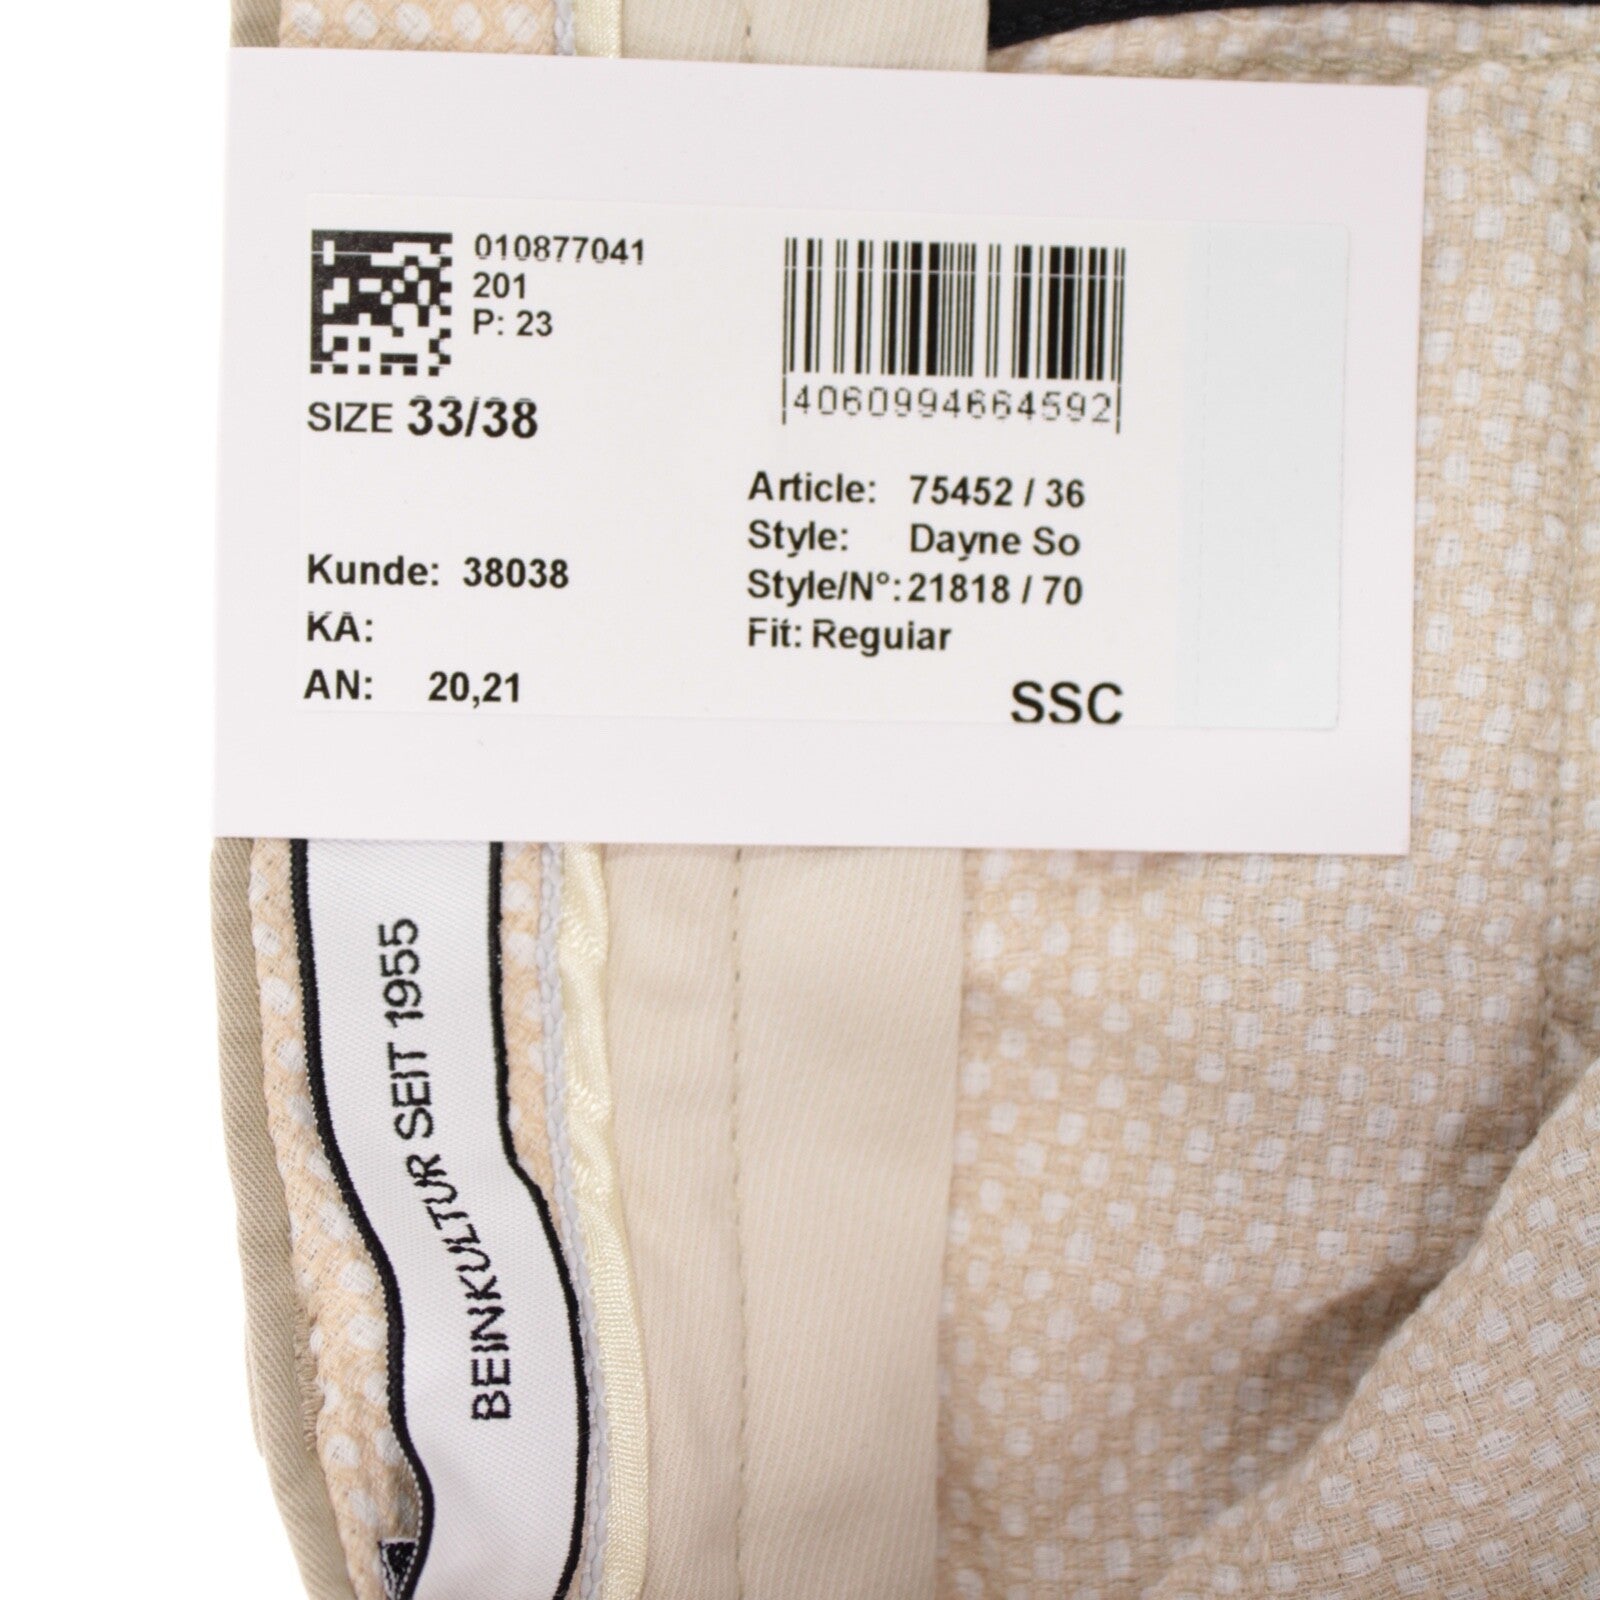 010877041
201
P: 23
SIZE 33/38
4060994664592
Article: 75452 / 36
Style: Dayne So
Style/N°: 21818 / 70
Fit: Regular
Kunde: 38038
KA:
AN: 20,21
SSC
BEINKULTUR SEIT 1955